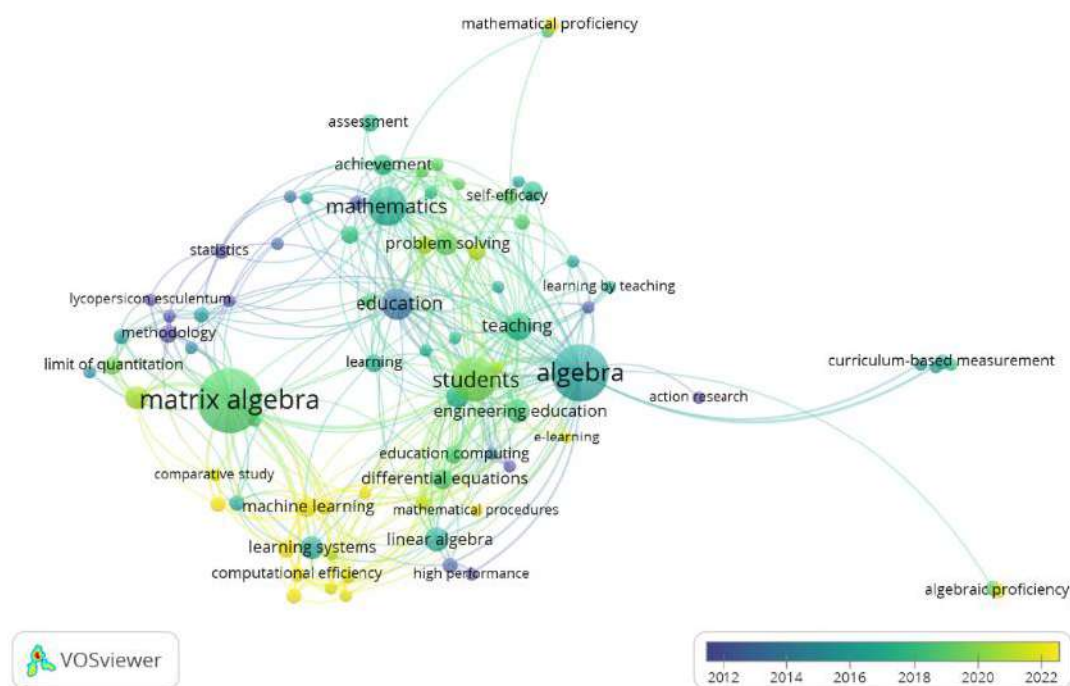 mathematical proficiency
assessment
achievement
self-efficacy
mathematics
problem solving
statistics
learning by teaching
lycopersicon esculentum
education
teaching
methodology
curriculum-based measurement
limit of quantitation
learning
students
algebra
matrix algebra
action research
engineering education
e-learning
education computing
comparative study
differential equations
machine learning
mathematical procedures
linear algebra
learning systems
computational efficiency
high performance
algebraic proficiency
VOSviewer
2012 2014 2016 2018 2020 2022